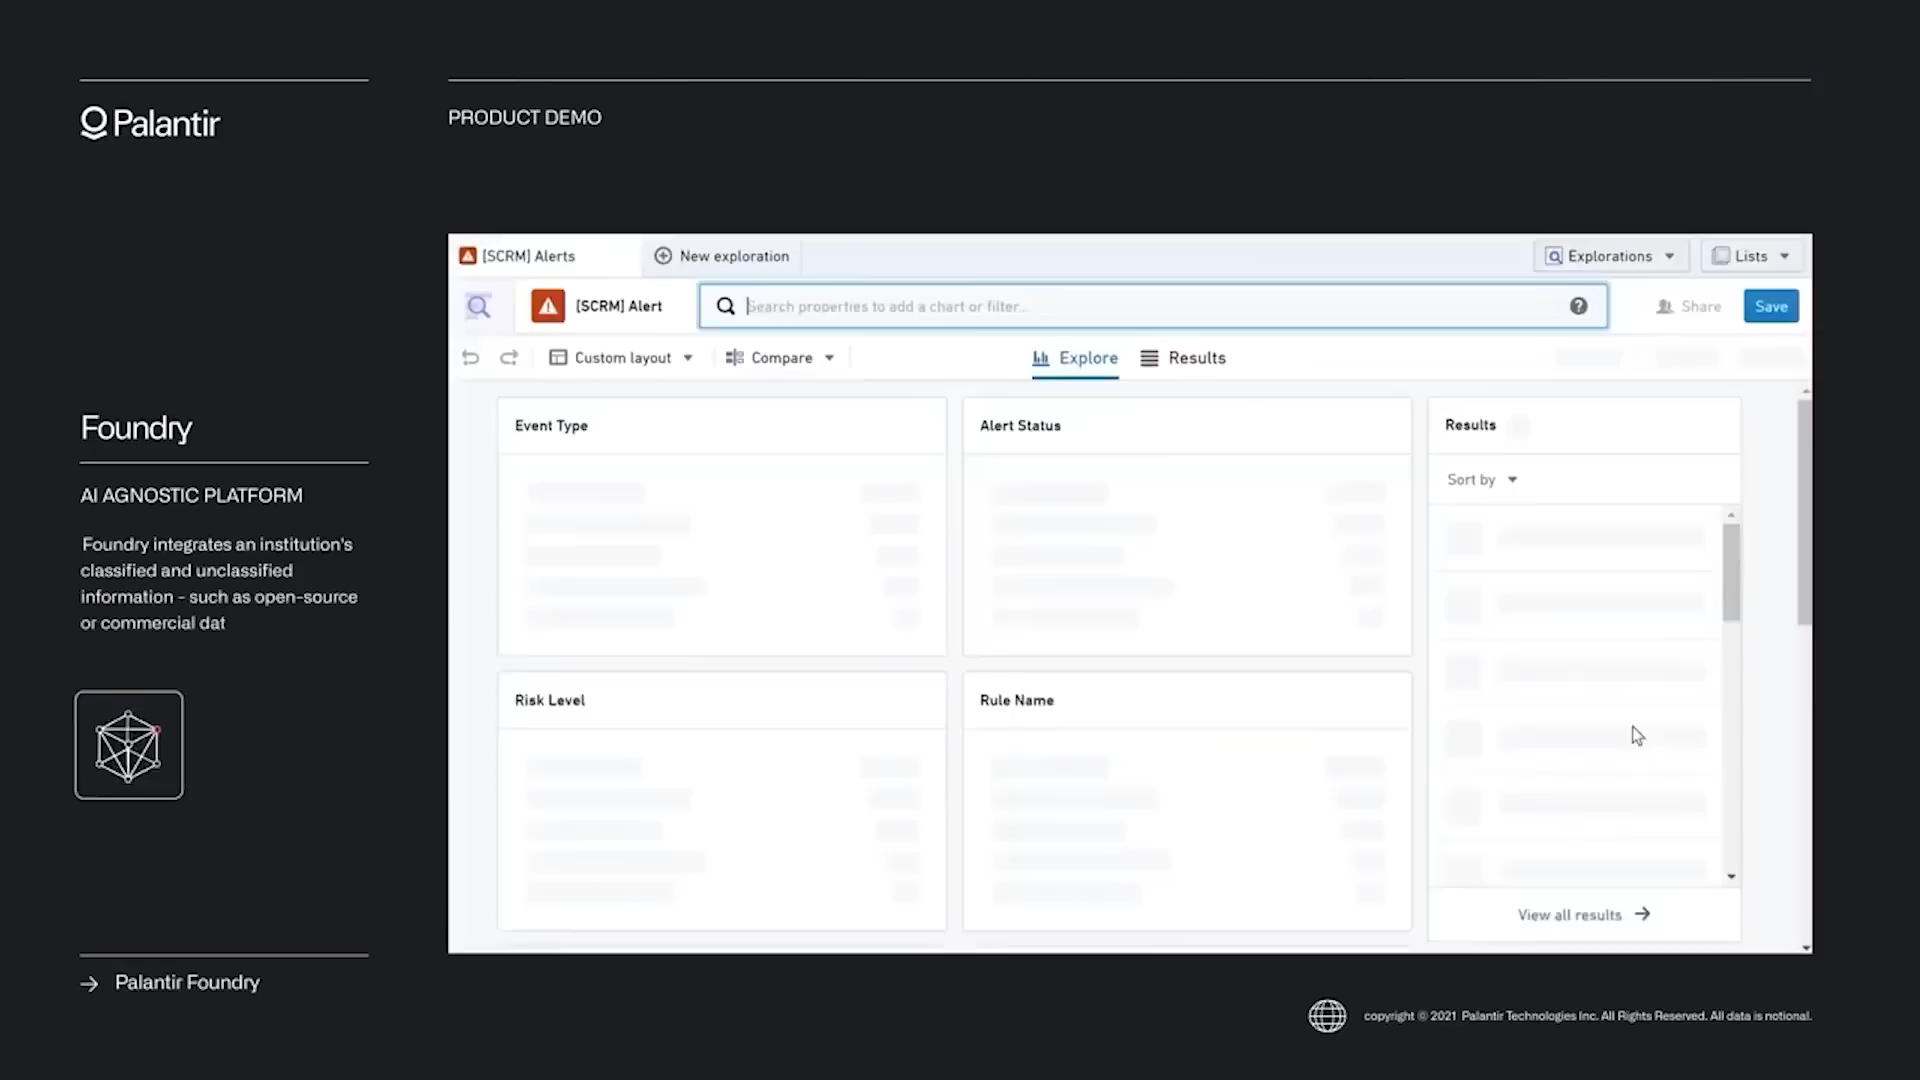 Palantir
PRODUCT DEMO
Foundry
AI AGNOSTIC PLATFORM
Foundry integrates an institution's
classified and unclassified
information - such as open-source
or commercial dat
Palantir Foundry
[SCRM] Alerts
New exploration
Explorations
Lists
[SCRM] Alert
Search properties to add a chart or filter...
?
Share
Save
Custom layout
Compare
Explore
Results
Event Type
Alert Status
Results
Sort by
Risk Level
Rule Name
View all results
copyright © 2021 Palantir Technologies Inc. All Rights Reserved. All data is notional.